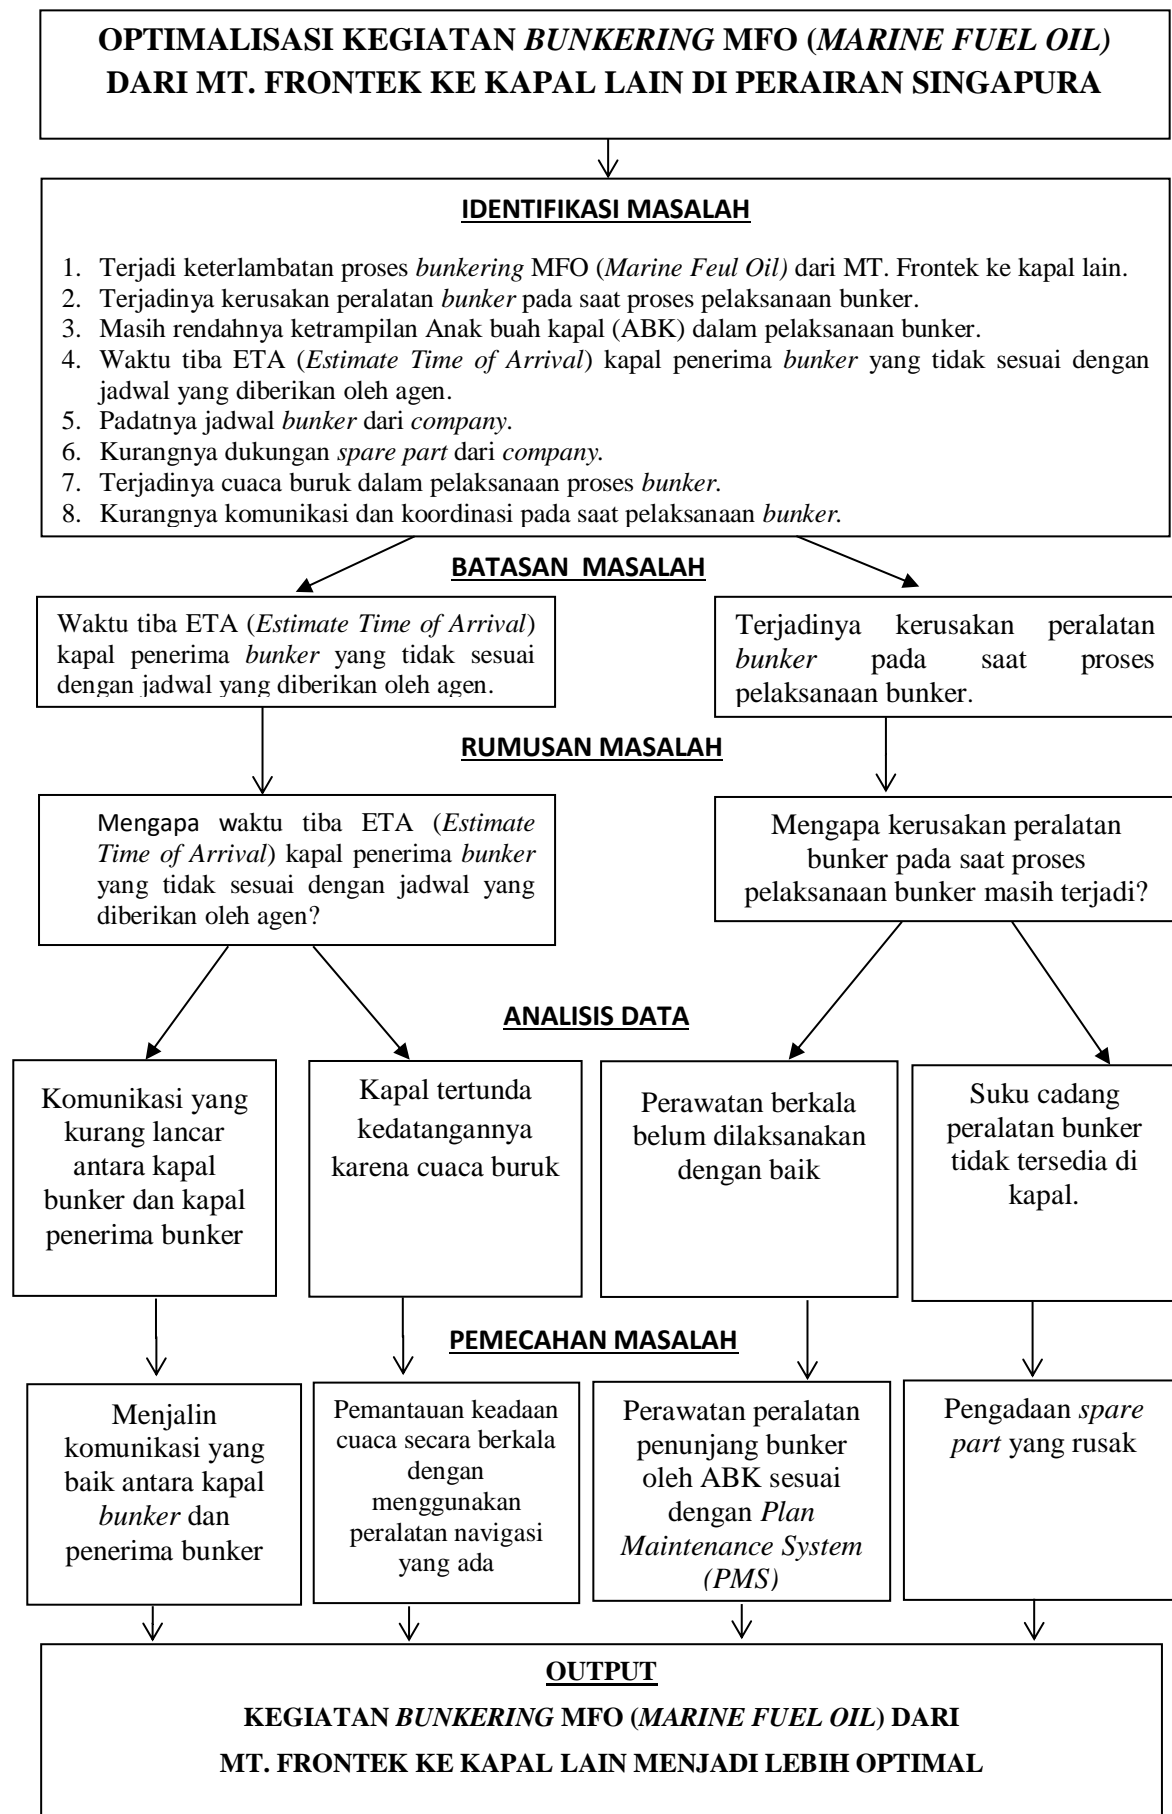 OPTIMALISASI KEGIATAN BUNKERING MFO (MARINE FUEL OIL)
DARI MT. FRONTEK KE KAPAL LAIN DI PERAIRAN SINGAPURA
IDENTIFIKASI MASALAH
1. Terjadi keterlambatan proses bunkering MFO (Marine Feul Oil) dari MT. Frontek ke kapal lain.
2. Terjadinya kerusakan peralatan bunker pada saat proses pelaksanaan bunker.
3. Masih rendahnya ketrampilan Anak buah kapal (ABK) dalam pelaksanaan bunker.
4. Waktu tiba ETA (Estimate Time of Arrival) kapal penerima bunker yang tidak sesuai dengan
jadwal yang diberikan oleh agen.
5. Padatnya jadwal bunker dari company.
6. Kurangnya dukungan spare part dari company.
7. Terjadinya cuaca buruk dalam pelaksanaan proses bunker.
8. Kurangnya komunikasi dan koordinasi pada saat pelaksanaan bunker.
BATASAN MASALAH
Waktu tiba ETA (Estimate Time of Arrival)
kapal penerima bunker yang tidak sesuai
dengan jadwal yang diberikan oleh agen.
Terjadinya kerusakan peralatan
bunker pada saat proses
pelaksanaan bunker.
RUMUSAN MASALAH
Mengapa waktu tiba ETA (Estimate
Time of Arrival) kapal penerima bunker
yang tidak sesuai dengan jadwal yang
diberikan oleh agen?
Mengapa kerusakan peralatan
bunker pada saat proses
pelaksanaan bunker masih terjadi?
ANALISIS DATA
Komunikasi yang
kurang lancar
antara kapal
bunker dan kapal
penerima bunker
Kapal tertunda
kedatangannya
karena cuaca buruk
Perawatan berkala
belum dilaksanakan
dengan baik
Suku cadang
peralatan bunker
tidak tersedia di
kapal.
PEMECAHAN MASALAH
Menjalin
komunikasi yang
baik antara kapal
bunker dan
penerima bunker
Pemantauan keadaan
cuaca secara berkala
dengan
menggunakan
peralatan navigasi
yang ada
Perawatan peralatan
penunjang bunker
oleh ABK sesuai
dengan Plan
Maintenance System
(PMS)
Pengadaan spare
part yang rusak
OUTPUT
KEGIATAN BUNKERING MFO (MARINE FUEL OIL) DARI
MT. FRONTEK KE KAPAL LAIN MENJADI LEBIH OPTIMAL